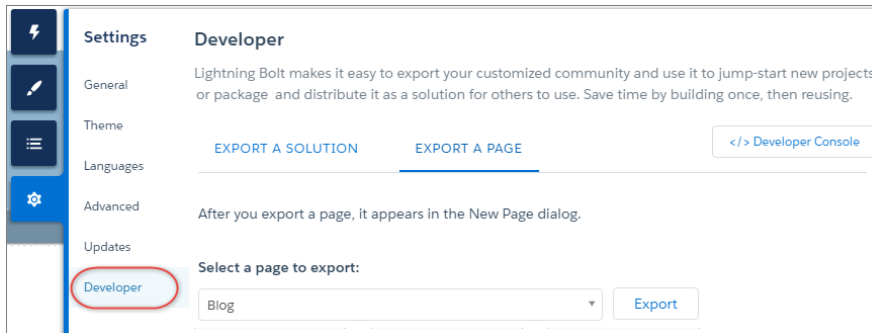 Settings
General
Theme
Languages
Advanced
Updates
Developer
Developer
Lightning Bolt makes it easy to export your customized community and use it to jump-start new projects
or package and distribute it as a solution for others to use. Save time by building once, then reusing.
EXPORT A SOLUTION
EXPORT A PAGE
</> Developer Console
After you export a page, it appears in the New Page dialog.
Select a page to export:
Blog
Export